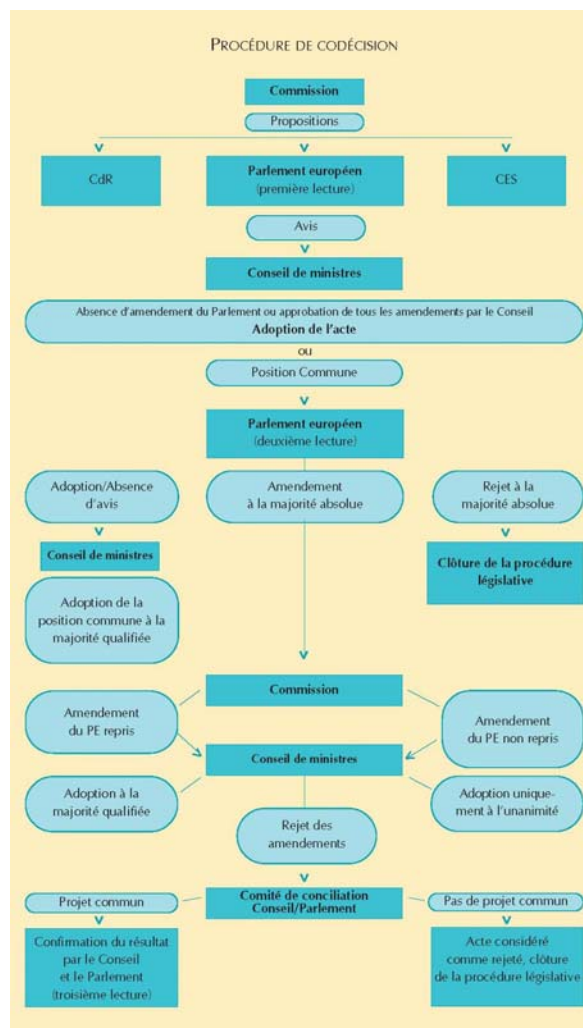 PROCÉDURE DE CODÉCISION
Commission
Propositions
CdR
Parlement européen
(première lecture)
CES
Avis
Conseil de ministres
Absence d'amendement du Parlement ou approbation de tous les amendements par le Conseil
Adoption de l'acte
ou
Position Commune
Parlement européen
(deuxième lecture)
Adoption/Absence
d'avis
Amendement
à la majorité absolue
Rejet à la
majorité absolue
Conseil de ministres
Clôture de la procédure
législative
Adoption de la
position commune à la
majorité qualifiée
Commission
Amendement
du PE repris
Amendement
du PE non repris
Conseil de ministres
Adoption à la
majorité qualifiée
Adoption unique-
ment à l'unanimité
Rejet des
amendements
Projet commun
Comité de conciliation
Conseil/Parlement
Pas de projet commun
Confirmation du résultat
par le Conseil
et le Parlement
(troisième lecture)
Acte considéré
comme rejeté, clôture
de la procédure législative